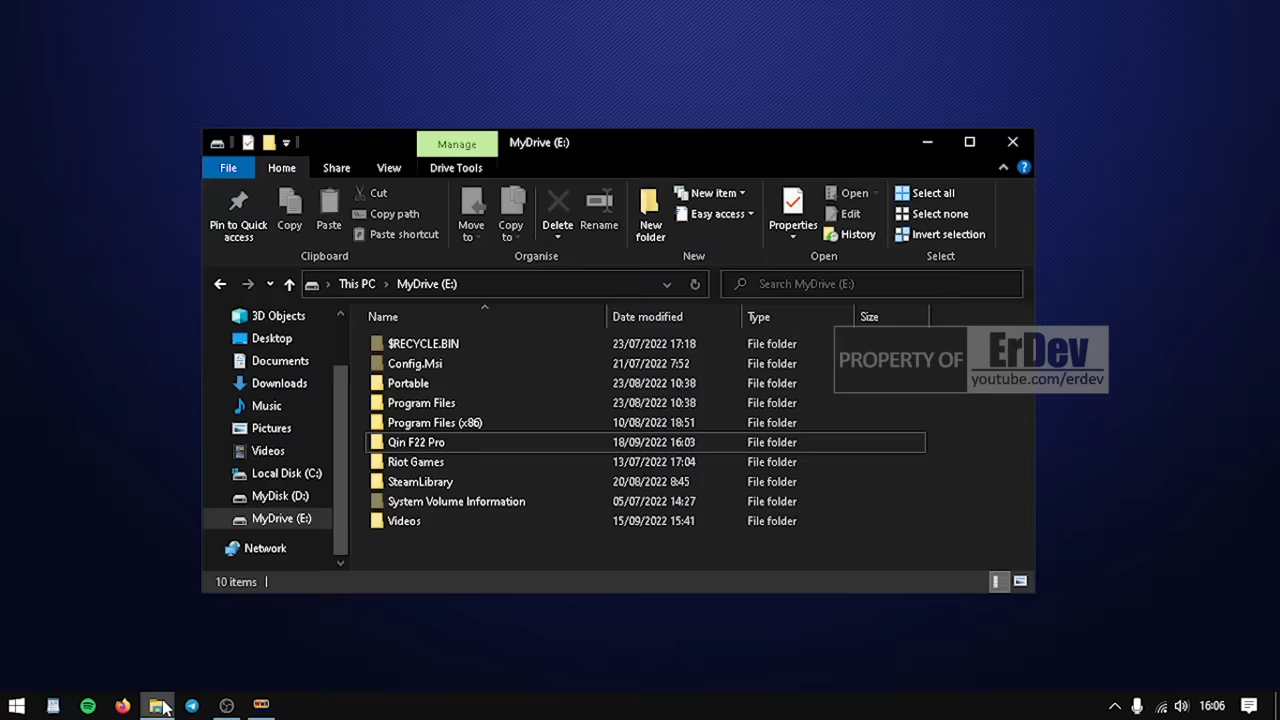 Manage
MyDrive (E:)
File
Home
Share
View
Drive Tools
Pin to Quick
access
Copy
Paste
Cut
Copy path
Paste shortcut
Clipboard
Move
to
Copy
to
Delete
Rename
Organise
New
folder
New item
Easy access
New
Properties
Open
Edit
History
Open
Select all
Select none
Invert selection
Select
This PC
MyDrive (E:)
Search MyDrive (E:)
3D Objects
Desktop
Documents
Downloads
Music
Pictures
Videos
Local Disk (C:)
MyDisk (D:)
MyDrive (E:)
Network
Name Date modified Type Size
$RECYCLE.BIN 23/07/2022 17:18 File folder
Config.Msi 21/07/2022 7:52 File folder
Portable 23/08/2022 10:38 File folder
Program Files 23/08/2022 10:38 File folder
Program Files (x86) 10/08/2022 18:51 File folder
Qin F22 Pro 18/09/2022 16:03 File folder
Riot Games 13/07/2022 17:04 File folder
SteamLibrary 20/08/2022 8:45 File folder
System Volume Information 05/07/2022 14:27 File folder
Videos 15/09/2022 15:41 File folder
PROPERTY OF
ErDev
youtube.com/erdev
10 items
16:06